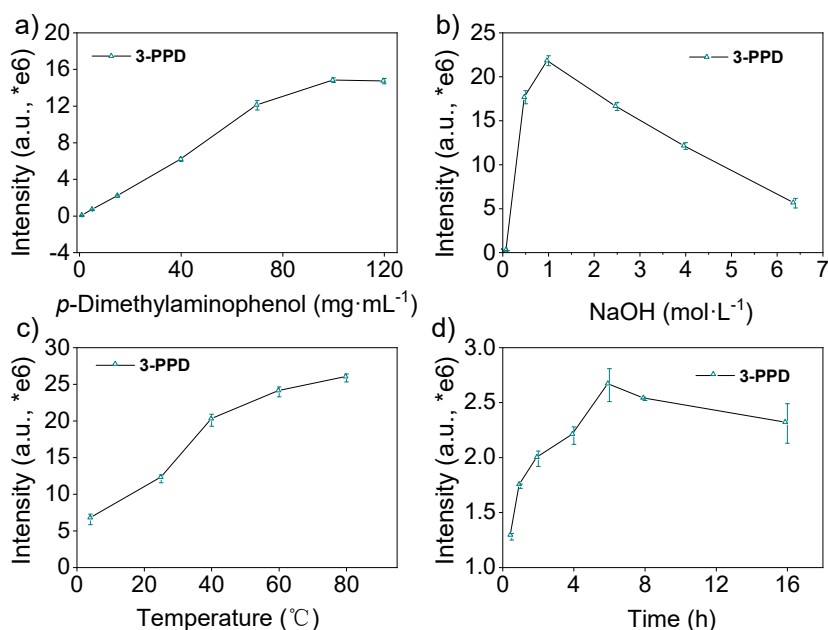 a)
3-PPD
Intensity (a.u., *e6)
20
16
12
8
4
0
-4
0 40 80 120
p-Dimethylaminophenol (mg·mL⁻¹)
b)
3-PPD
Intensity (a.u., *e6)
25
20
15
10
5
0
0 1 2 3 4 5 6 7
NaOH (mol·L⁻¹)
c)
3-PPD
Intensity (a.u., *e6)
30
25
20
15
10
5
0
0 20 40 60 80
Temperature (℃)
d)
3-PPD
Intensity (a.u., *e6)
3.0
2.5
2.0
1.5
1.0
0 4 8 12 16
Time (h)